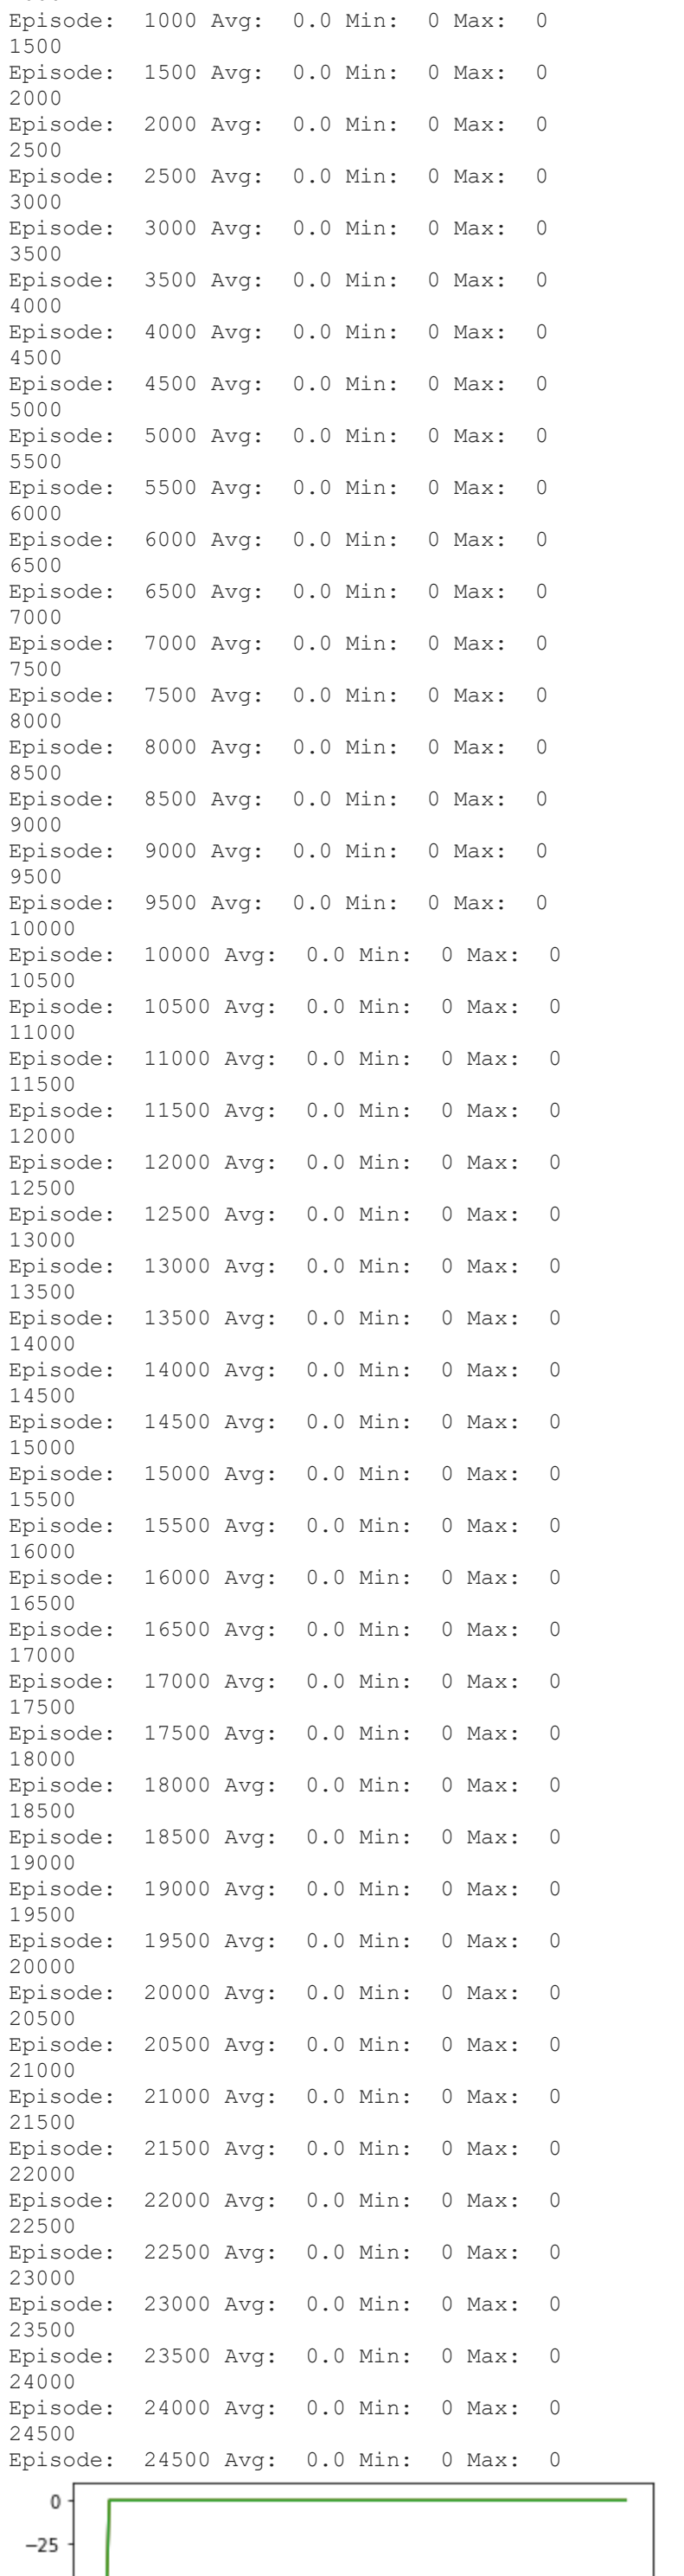 Episode:  1000 Avg:  0.0 Min:  0 Max:  0
1500
Episode:  1500 Avg:  0.0 Min:  0 Max:  0
2000
Episode:  2000 Avg:  0.0 Min:  0 Max:  0
2500
Episode:  2500 Avg:  0.0 Min:  0 Max:  0
3000
Episode:  3000 Avg:  0.0 Min:  0 Max:  0
3500
Episode:  3500 Avg:  0.0 Min:  0 Max:  0
4000
Episode:  4000 Avg:  0.0 Min:  0 Max:  0
4500
Episode:  4500 Avg:  0.0 Min:  0 Max:  0
5000
Episode:  5000 Avg:  0.0 Min:  0 Max:  0
5500
Episode:  5500 Avg:  0.0 Min:  0 Max:  0
6000
Episode:  6000 Avg:  0.0 Min:  0 Max:  0
6500
Episode:  6500 Avg:  0.0 Min:  0 Max:  0
7000
Episode:  7000 Avg:  0.0 Min:  0 Max:  0
7500
Episode:  7500 Avg:  0.0 Min:  0 Max:  0
8000
Episode:  8000 Avg:  0.0 Min:  0 Max:  0
8500
Episode:  8500 Avg:  0.0 Min:  0 Max:  0
9000
Episode:  9000 Avg:  0.0 Min:  0 Max:  0
9500
Episode:  9500 Avg:  0.0 Min:  0 Max:  0
10000
Episode:  10000 Avg:  0.0 Min:  0 Max:  0
10500
Episode:  10500 Avg:  0.0 Min:  0 Max:  0
11000
Episode:  11000 Avg:  0.0 Min:  0 Max:  0
11500
Episode:  11500 Avg:  0.0 Min:  0 Max:  0
12000
Episode:  12000 Avg:  0.0 Min:  0 Max:  0
12500
Episode:  12500 Avg:  0.0 Min:  0 Max:  0
13000
Episode:  13000 Avg:  0.0 Min:  0 Max:  0
13500
Episode:  13500 Avg:  0.0 Min:  0 Max:  0
14000
Episode:  14000 Avg:  0.0 Min:  0 Max:  0
14500
Episode:  14500 Avg:  0.0 Min:  0 Max:  0
15000
Episode:  15000 Avg:  0.0 Min:  0 Max:  0
15500
Episode:  15500 Avg:  0.0 Min:  0 Max:  0
16000
Episode:  16000 Avg:  0.0 Min:  0 Max:  0
16500
Episode:  16500 Avg:  0.0 Min:  0 Max:  0
17000
Episode:  17000 Avg:  0.0 Min:  0 Max:  0
17500
Episode:  17500 Avg:  0.0 Min:  0 Max:  0
18000
Episode:  18000 Avg:  0.0 Min:  0 Max:  0
18500
Episode:  18500 Avg:  0.0 Min:  0 Max:  0
19000
Episode:  19000 Avg:  0.0 Min:  0 Max:  0
19500
Episode:  19500 Avg:  0.0 Min:  0 Max:  0
20000
Episode:  20000 Avg:  0.0 Min:  0 Max:  0
20500
Episode:  20500 Avg:  0.0 Min:  0 Max:  0
21000
Episode:  21000 Avg:  0.0 Min:  0 Max:  0
21500
Episode:  21500 Avg:  0.0 Min:  0 Max:  0
22000
Episode:  22000 Avg:  0.0 Min:  0 Max:  0
22500
Episode:  22500 Avg:  0.0 Min:  0 Max:  0
23000
Episode:  23000 Avg:  0.0 Min:  0 Max:  0
23500
Episode:  23500 Avg:  0.0 Min:  0 Max:  0
24000
Episode:  24000 Avg:  0.0 Min:  0 Max:  0
24500
Episode:  24500 Avg:  0.0 Min:  0 Max:  0
0
−25